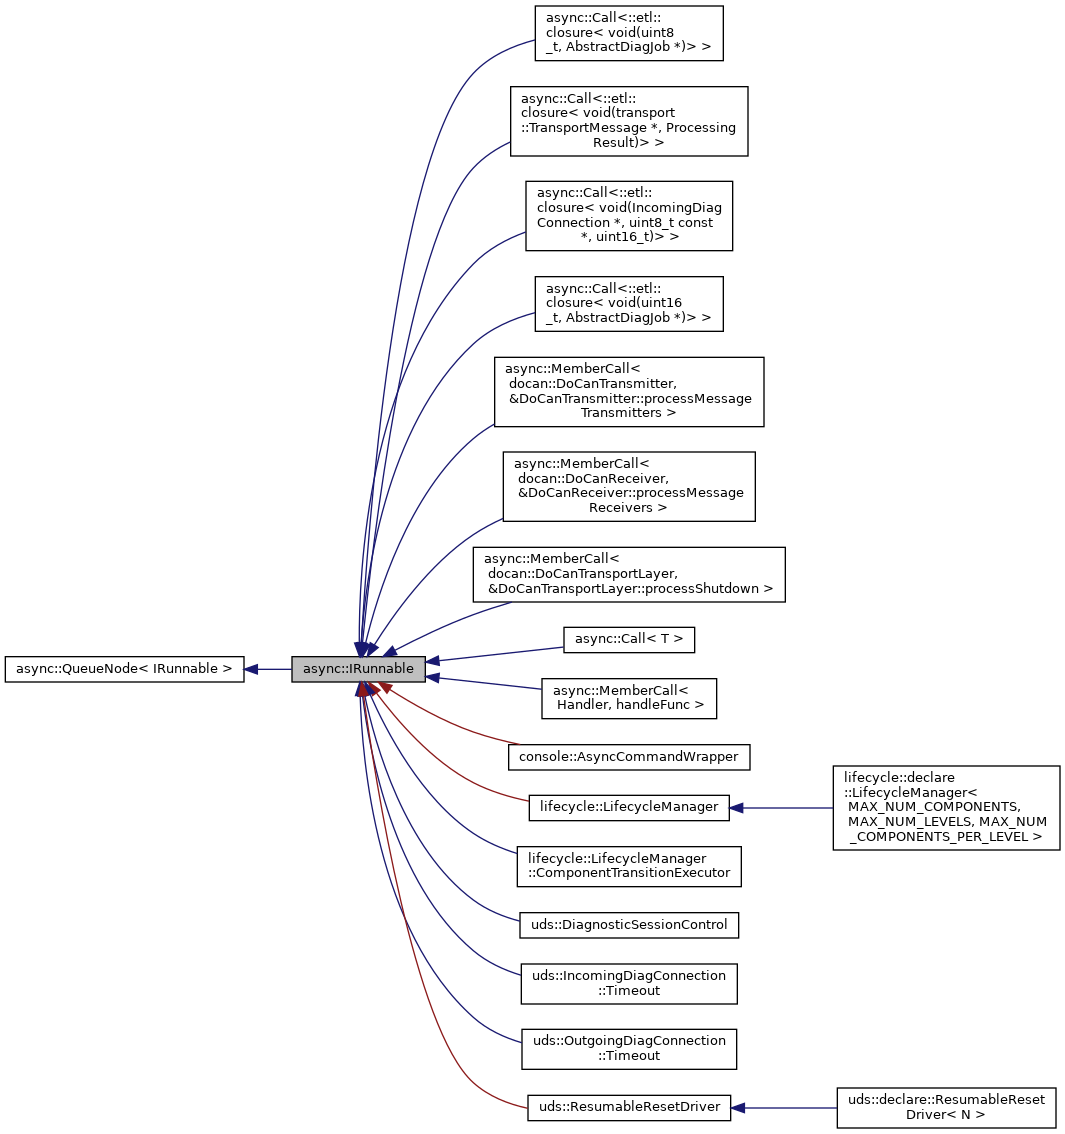 async::Call<::etl::
closure< void(uint8
_t, AbstractDiagJob *)> >
async::Call<::etl::
closure< void(transport
::TransportMessage *, Processing
Result)> >
async::Call<::etl::
closure< void(IncomingDiag
Connection *, uint8_t const
*, uint16_t)> >
async::Call<::etl::
closure< void(uint16
_t, AbstractDiagJob *)> >
async::MemberCall<
docan::DoCanTransmitter,
&DoCanTransmitter::processMessage
Transmitters >
async::MemberCall<
docan::DoCanReceiver,
&DoCanReceiver::processMessage
Receivers >
async::MemberCall<
docan::DoCanTransportLayer,
&DoCanTransportLayer::processShutdown >
async::Call< T >
async::QueueNode< IRunnable >
async::IRunnable
async::MemberCall<
Handler, handleFunc >
console::AsyncCommandWrapper
lifecycle::LifecycleManager
lifecycle::declare
::LifecycleManager<
MAX_NUM_COMPONENTS,
MAX_NUM_LEVELS, MAX_NUM
_COMPONENTS_PER_LEVEL >
lifecycle::LifecycleManager
::ComponentTransitionExecutor
uds::DiagnosticSessionControl
uds::IncomingDiagConnection
::Timeout
uds::OutgoingDiagConnection
::Timeout
uds::ResumableResetDriver
uds::declare::ResumableReset
Driver< N >